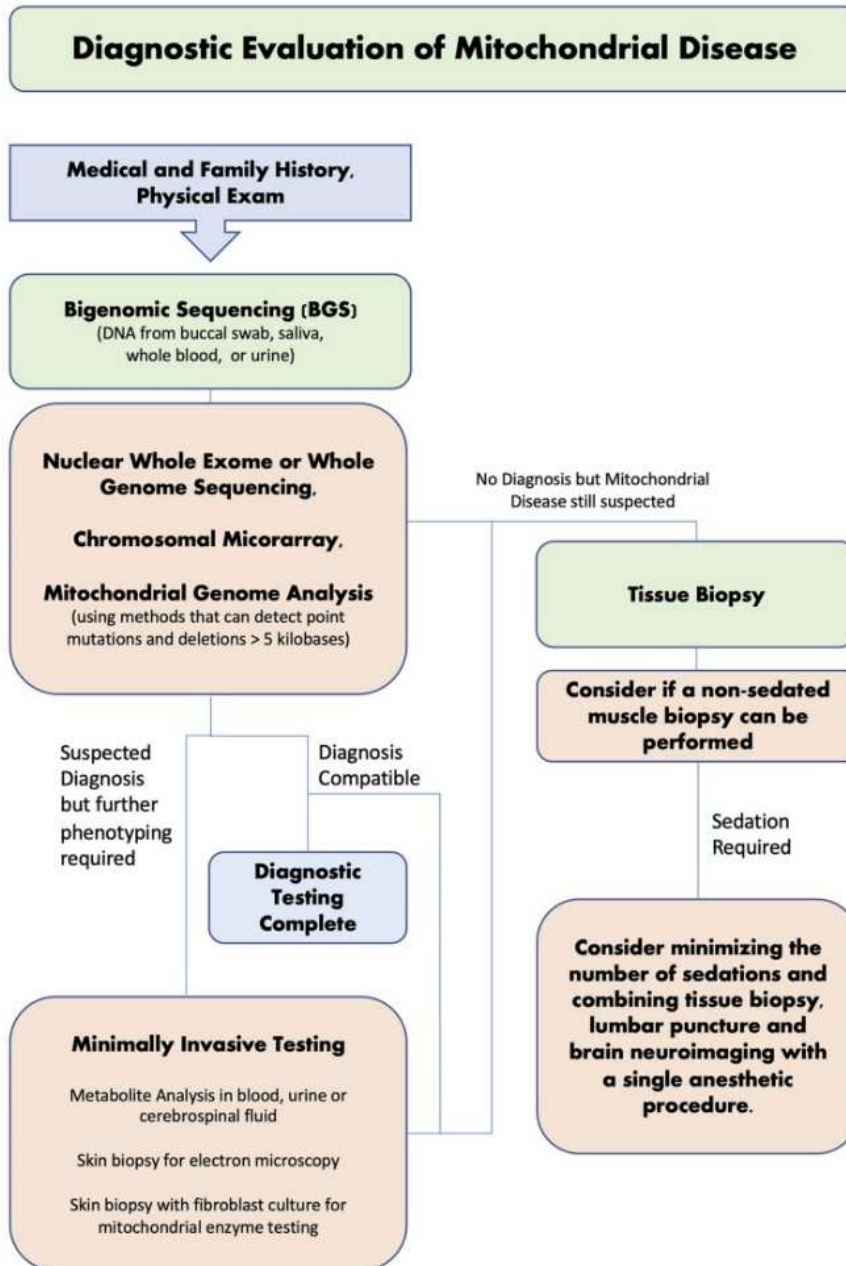 Diagnostic Evaluation of Mitochondrial Disease
Medical and Family History,
Physical Exam
Bigenomic Sequencing (BGS)
(DNA from buccal swab, saliva,
whole blood, or urine)
Nuclear Whole Exome or Whole
Genome Sequencing,
Chromosomal Micorarray,
Mitochondrial Genome Analysis
(using methods that can detect point
mutations and deletions > 5 kilobases)
No Diagnosis but Mitochondrial
Disease still suspected
Tissue Biopsy
Consider if a non-sedated
muscle biopsy can be
performed
Suspected
Diagnosis
but further
phenotyping
required
Diagnosis
Compatible
Sedation
Required
Diagnostic
Testing
Complete
Consider minimizing the
number of sedations and
combining tissue biopsy,
lumbar puncture and
brain neuroimaging with
a single anesthetic
procedure.
Minimally Invasive Testing
Metabolite Analysis in blood, urine or
cerebrospinal fluid
Skin biopsy for electron microscopy
Skin biopsy with fibroblast culture for
mitochondrial enzyme testing